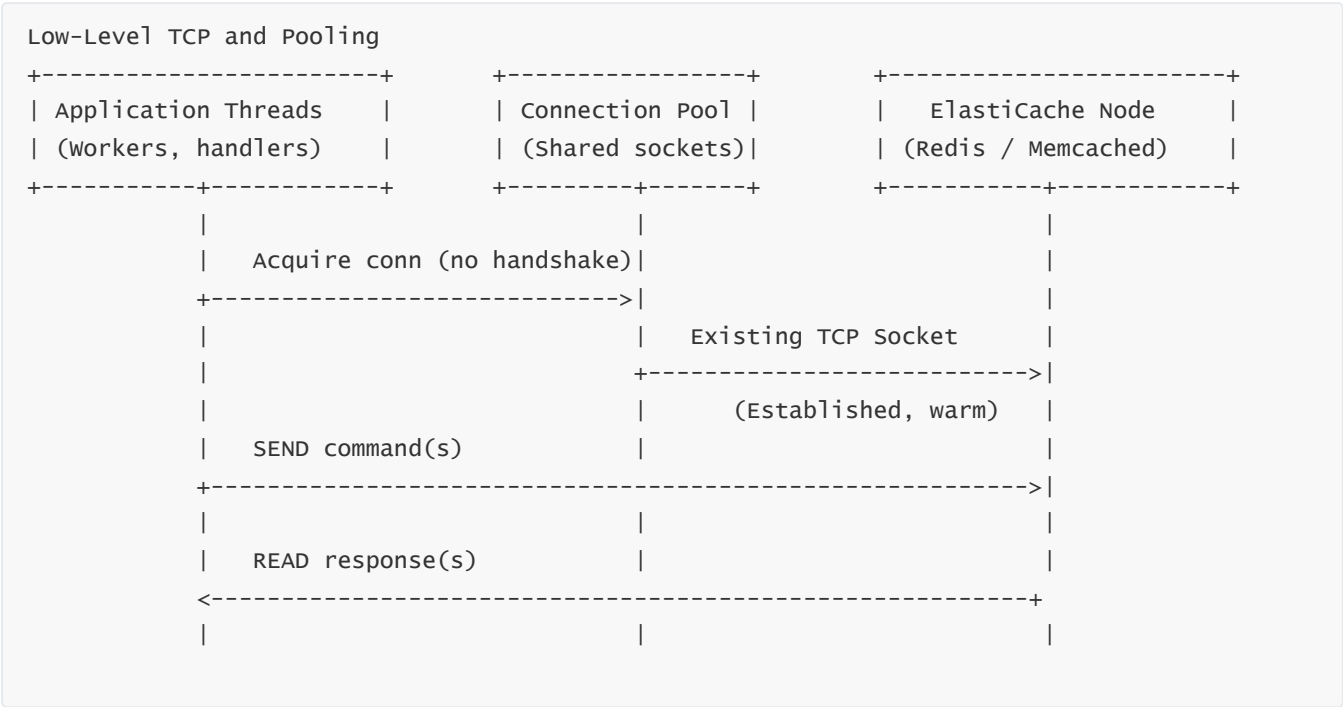 Low-Level TCP and Pooling
+------------------------+       +-----------------+        +------------------------+
| Application Threads    |       | Connection Pool |        |   ElastiCache Node     |
| (Workers, handlers)    |       | (Shared sockets)|        | (Redis / Memcached)    |
+-----------+------------+       +---------+-------+        +-----------+------------+
            |                              |                            |
            |   Acquire conn (no handshake)|                            |
            +----------------------------->|                            |
            |                              |   Existing TCP Socket      |
            |                              +--------------------------->|
            |                              |      (Established, warm)   |
            |   SEND command(s)            |                            |
            +---------------------------------------------------------->|
            |                              |                            |
            |   READ response(s)           |                            |
            <----------------------------------------------------------+
            |                              |                            |